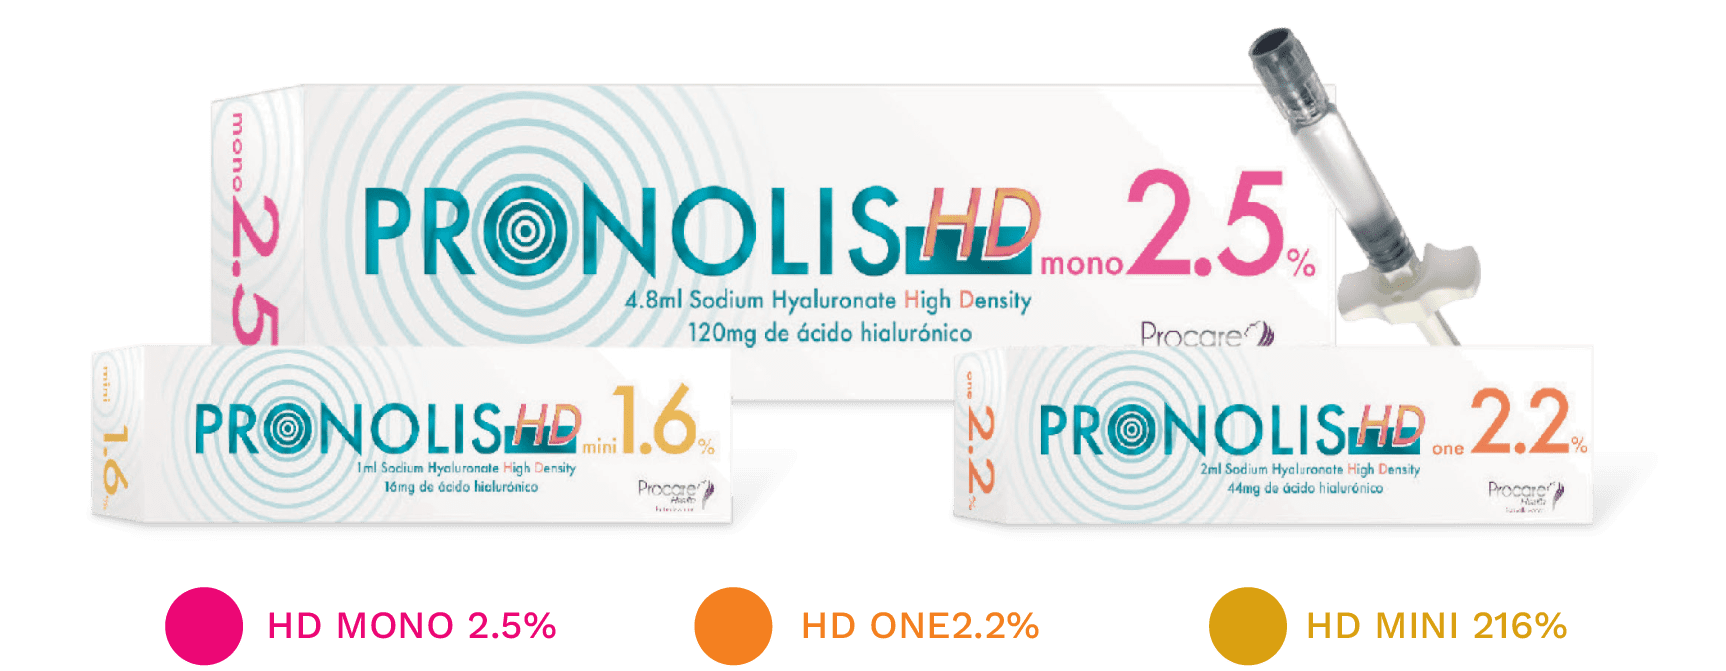 mono 2.5
PRONOLIS HD mono 2.5%
4.8ml Sodium Hyaluronate High Density
120mg de ácido hialurónico
Procare
mini 1.6%
PRONOLIS HD mini 1.6%
1ml Sodium Hyaluronate High Density
16mg de ácido hialurónico
Procare
Health
one 2.2%
PRONOLIS HD one 2.2%
2ml Sodium Hyaluronate High Density
44mg de ácido hialurónico
Procare
Health
HD MONO 2.5%
HD ONE2.2%
HD MINI 216%